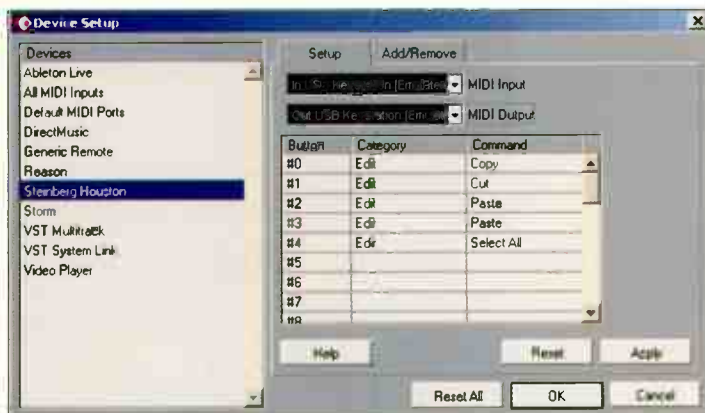 Device Setup
Devices
Ableton Live
All MIDI Inputs
Default MIDI Ports
DirectMusic
Generic Remote
Reason
Steinberg Houston
Storm
VST Multitrack
VST System Link
Video Player
Setup Add/Remove
MIDI Input
Out USB MIDI Output
Button Category Command
#0 Edit Copy
#1 Edit Cut
#2 Edit Paste
#3 Edit Paste
#4 Edit Select All
#5
#6
#7
#8
Help Reset Apply
Reset All OK Cancel